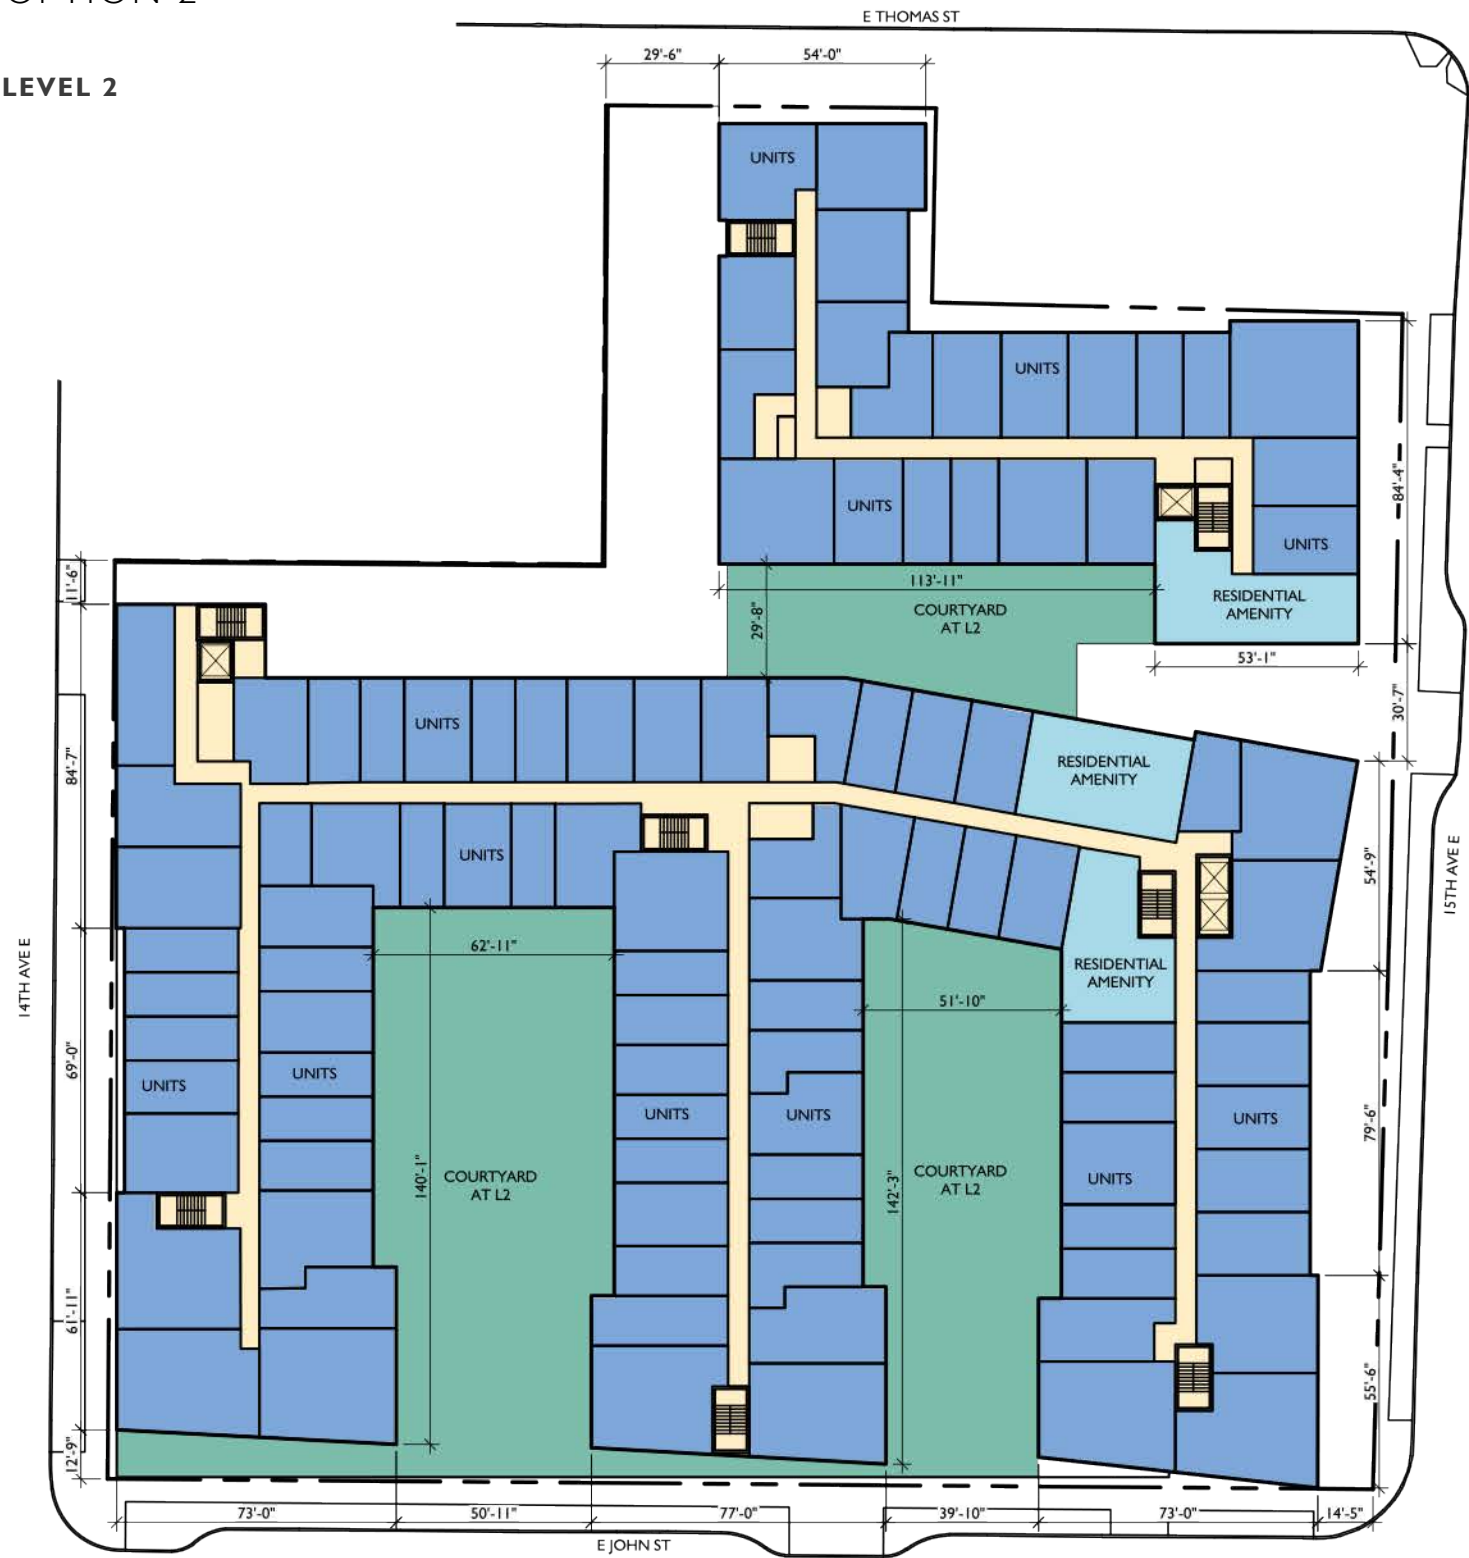 OPTION 2
LEVEL 2
E THOMAS ST
29'-6"
54'-0"
UNITS
UNITS
84'-4"
UNITS
UNITS
11'-6"
113'-11"
RESIDENTIAL
AMENITY
COURTYARD
AT L2
29'-8"
53'-1"
30'-7"
UNITS
84'-7"
RESIDENTIAL
AMENITY
54'-9"
15TH AVE E
UNITS
62'-11"
RESIDENTIAL
AMENITY
14TH AVE E
51'-10"
69'-0"
UNITS
UNITS
UNITS
UNITS
UNITS
79'-6"
140'-1"
COURTYARD
AT L2
142'-3"
COURTYARD
AT L2
UNITS
61'-11"
55'-6"
12'-9"
73'-0"
50'-11"
77'-0"
39'-10"
73'-0"
14'-5"
E JOHN ST